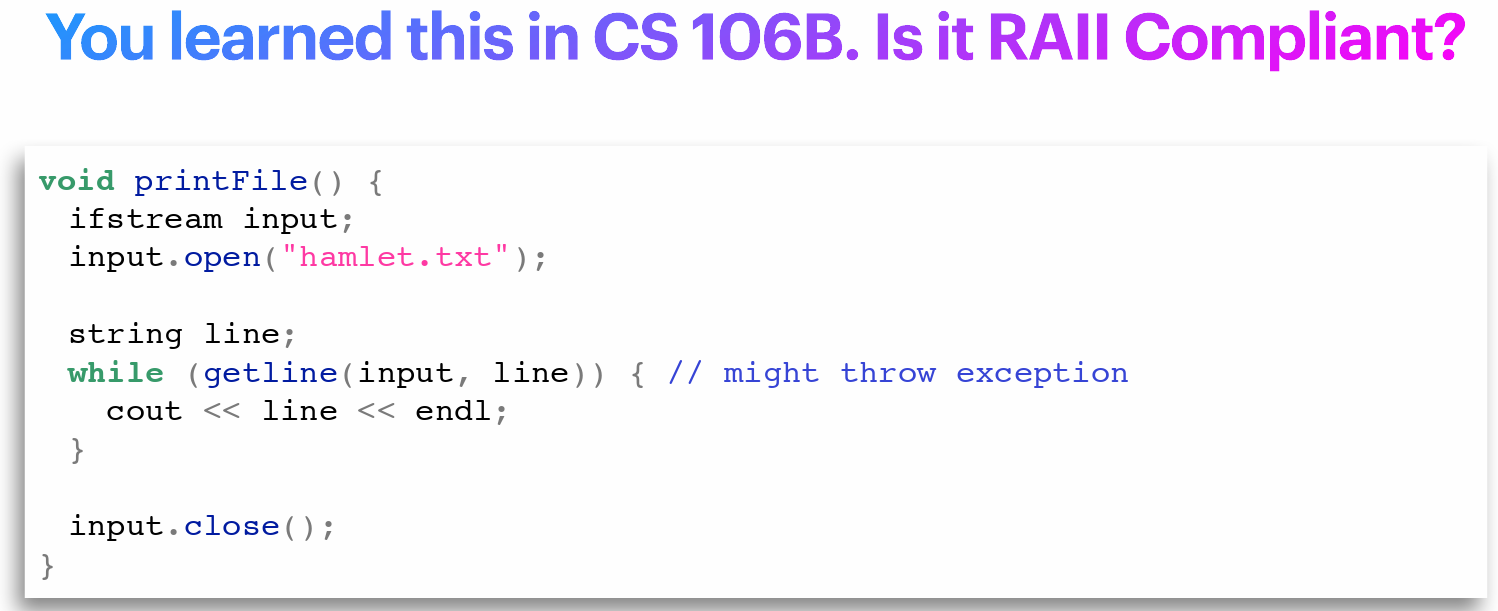 You learned this in CS 106B. Is it RAII Compliant?
void printFile() {
  ifstream input;
  input.open("hamlet.txt");
  string line;
  while (getline(input, line)) { // might throw exception
    cout << line << endl;
  }
  input.close();
}